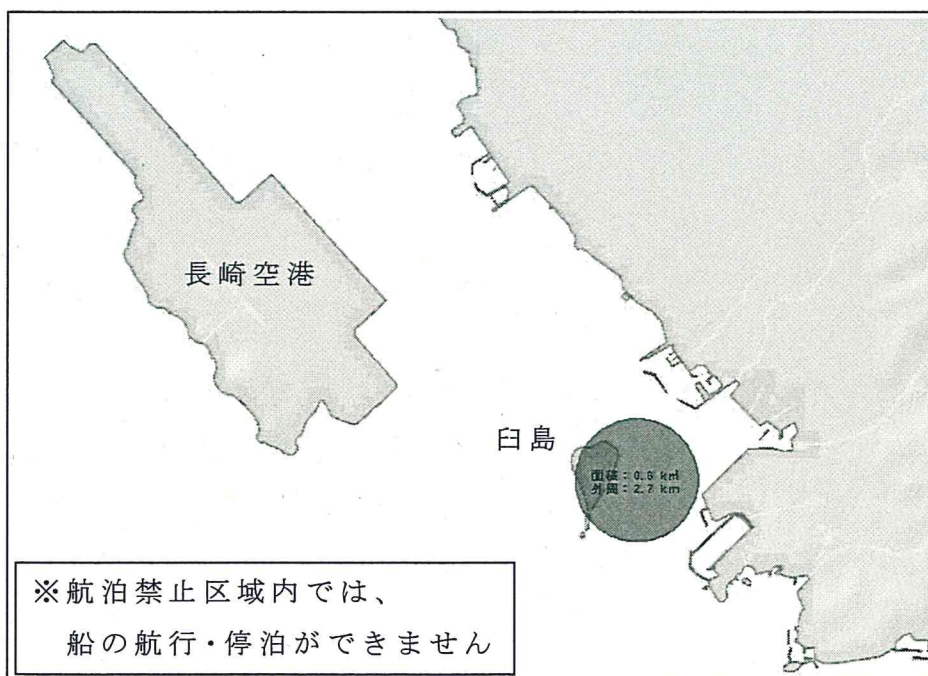 長崎空港
臼島
面積：0.6 k㎡
外周：2.7 km
※航泊禁止区域内では、
船の航行・停泊ができません